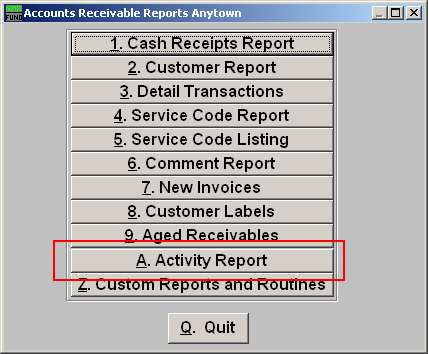 FUND
Accounts Receivable Reports Anytown
1. Cash Receipts Report
2. Customer Report
3. Detail Transactions
4. Service Code Report
5. Service Code Listing
6. Comment Report
7. New Invoices
8. Customer Labels
9. Aged Receivables
A. Activity Report
Z. Custom Reports and Routines
Q. Quit